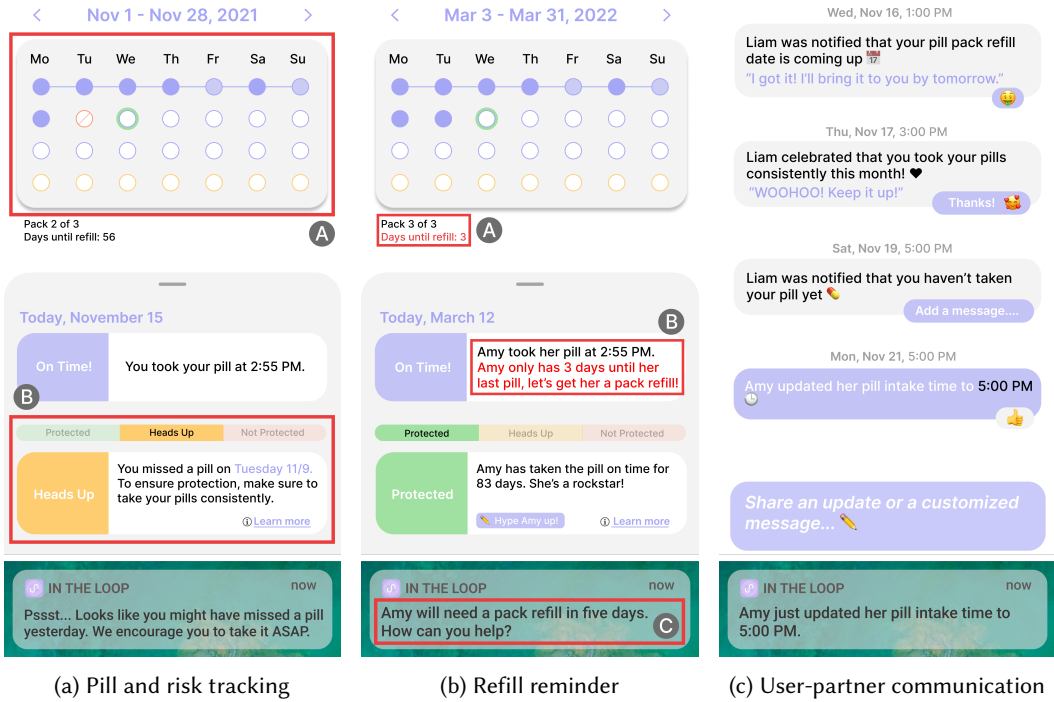 Nov 1 - Nov 28, 2021
Mo Tu We Th Fr Sa Su
Pack 2 of 3
Days until refill: 56
A
Today, November 15
On Time!
You took your pill at 2:55 PM.
B
Protected Heads Up Not Protected
Heads Up
You missed a pill on Tuesday 11/9.
To ensure protection, make sure to
take your pills consistently.
Learn more
IN THE LOOP now
Pssst... Looks like you might have missed a pill
yesterday. We encourage you to take it ASAP.
(a) Pill and risk tracking
Mar 3 - Mar 31, 2022
Mo Tu We Th Fr Sa Su
Pack 3 of 3
Days until refill: 3
A
Today, March 12
B
On Time!
Amy took her pill at 2:55 PM.
Amy only has 3 days until her
last pill, let's get her a pack refill!
Protected Heads Up Not Protected
Protected
Amy has taken the pill on time for
83 days. She's a rockstar!
✏️ Hype Amy up!
Learn more
IN THE LOOP now
Amy will need a pack refill in five days.
How can you help?
C
(b) Refill reminder
Wed, Nov 16, 1:00 PM
Liam was notified that your pill pack refill
date is coming up 📅
“I got it! I'll bring it to you by tomorrow.”
🤑
Thu, Nov 17, 3:00 PM
Liam celebrated that you took your pills
consistently this month! ♥
“WOOHOO! Keep it up!”
Thanks! 🥰
Sat, Nov 19, 5:00 PM
Liam was notified that you haven't taken
your pill yet 💊
Add a message....
Mon, Nov 21, 5:00 PM
Amy updated her pill intake time to 5:00 PM
🕒
👍
Share an update or a customized
message... ✏️
IN THE LOOP now
Amy just updated her pill intake time to
5:00 PM.
(c) User-partner communication